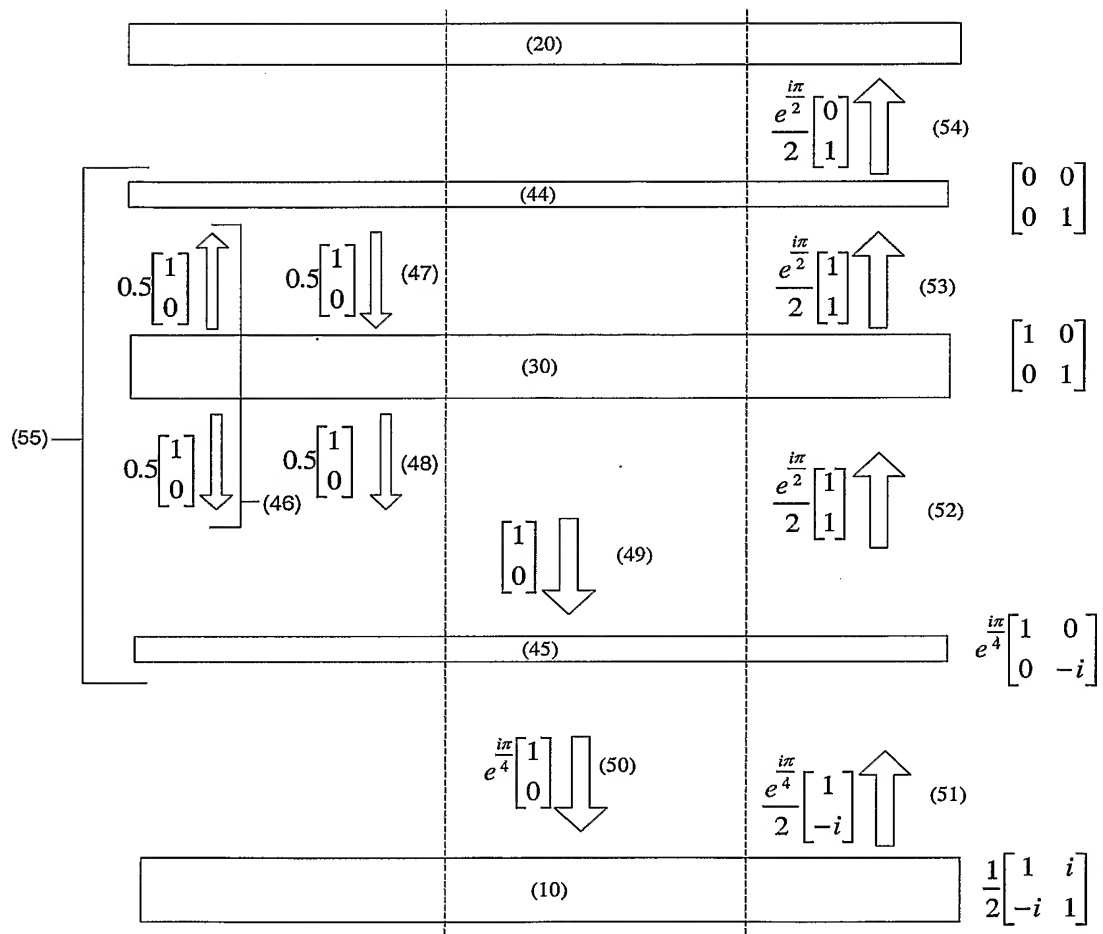 (20)
e^{iπ/2}/2 [0 1] (54)
(44) [0 0 0 1]
0.5 [1 0] 0.5 [1 0] (47) e^{iπ/2}/2 [1 1] (53)
(30) [1 0 0 1]
(55)
0.5 [1 0] (46) 0.5 [1 0] (48) e^{iπ/2}/2 [1 1] (52)
[1 0] (49)
(45) e^{iπ/4} [1 0 0 -i]
e^{iπ/4} [1 0] (50) e^{iπ/4}/2 [1 -i] (51)
(10) 1/2 [1 i -i 1]